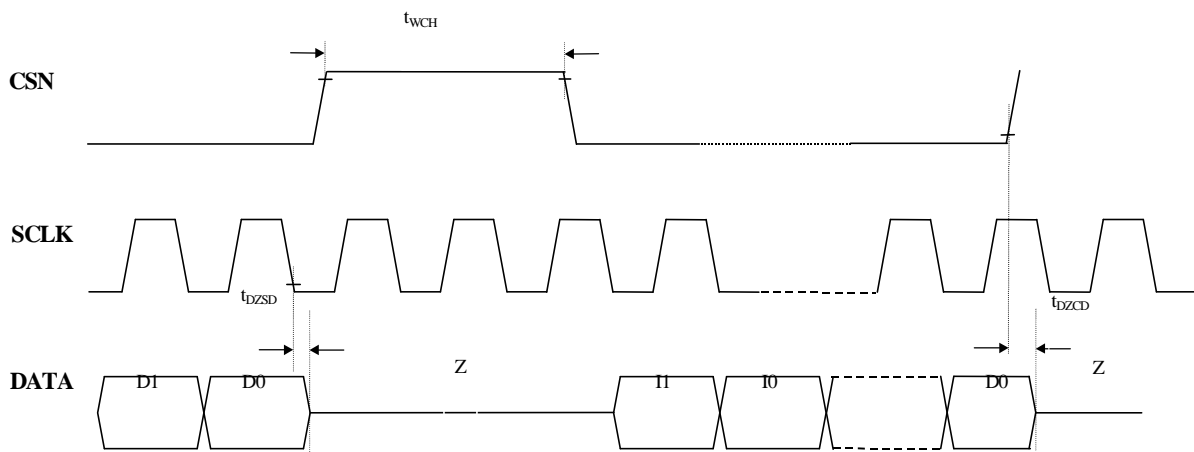 tWCH
CSN
SCLK
tDZSD
tDZCD
DATA
D1 D0 Z I1 I0 D0 Z